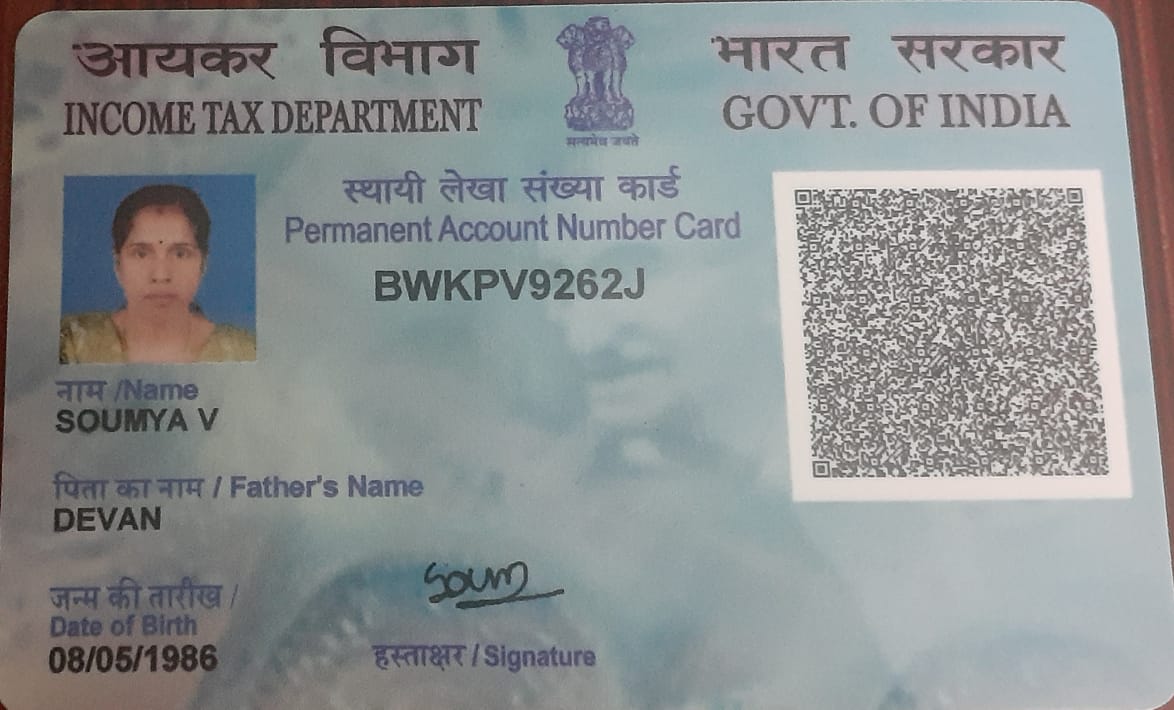 आयकर विभाग
INCOME TAX DEPARTMENT
सत्यमेव जयते
भारत सरकार
GOVT. OF INDIA
स्थायी लेखा संख्या कार्ड
Permanent Account Number Card
BWKPV9262J
नाम /Name
SOUMYA V
पिता का नाम / Father's Name
DEVAN
जन्म की तारीख /
Date of Birth
08/05/1986
Soum
हस्ताक्षर / Signature